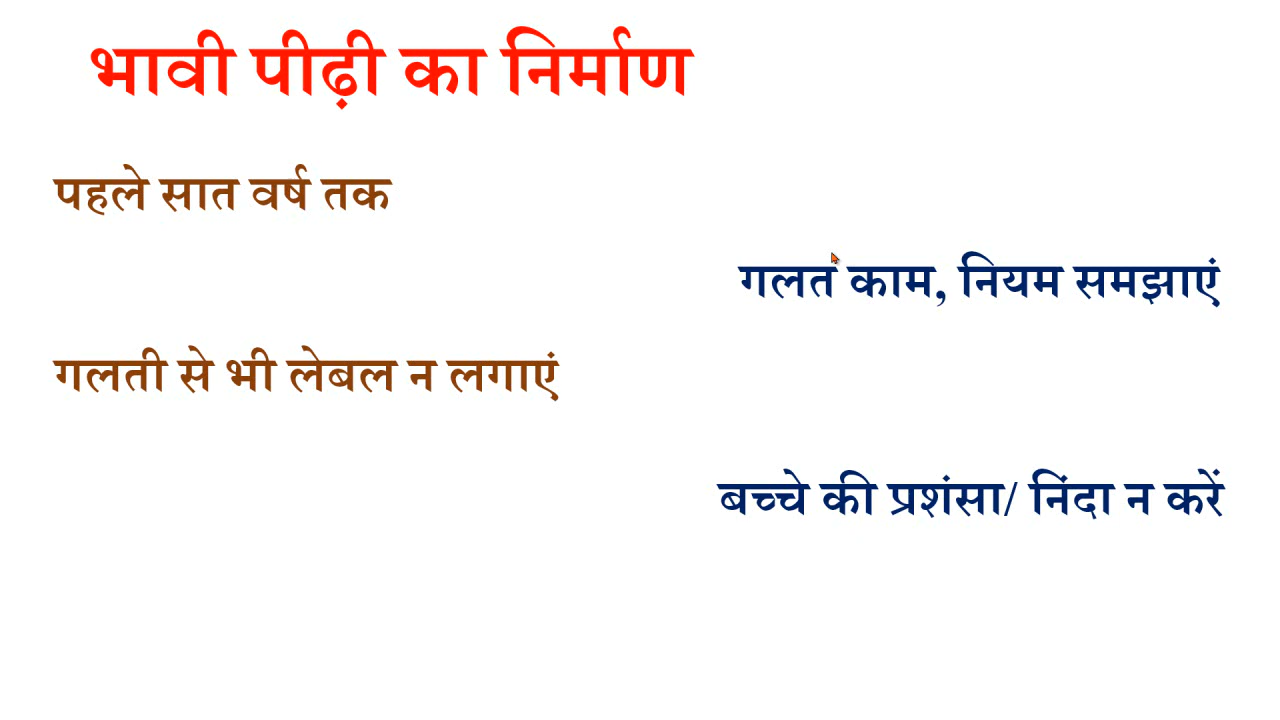 भावी पीढ़ी का निर्माण
पहले सात वर्ष तक
गलत काम, नियम समझाएं
गलती से भी लेबल न लगाएं
बच्चे की प्रशंसा/ निंदा न करें